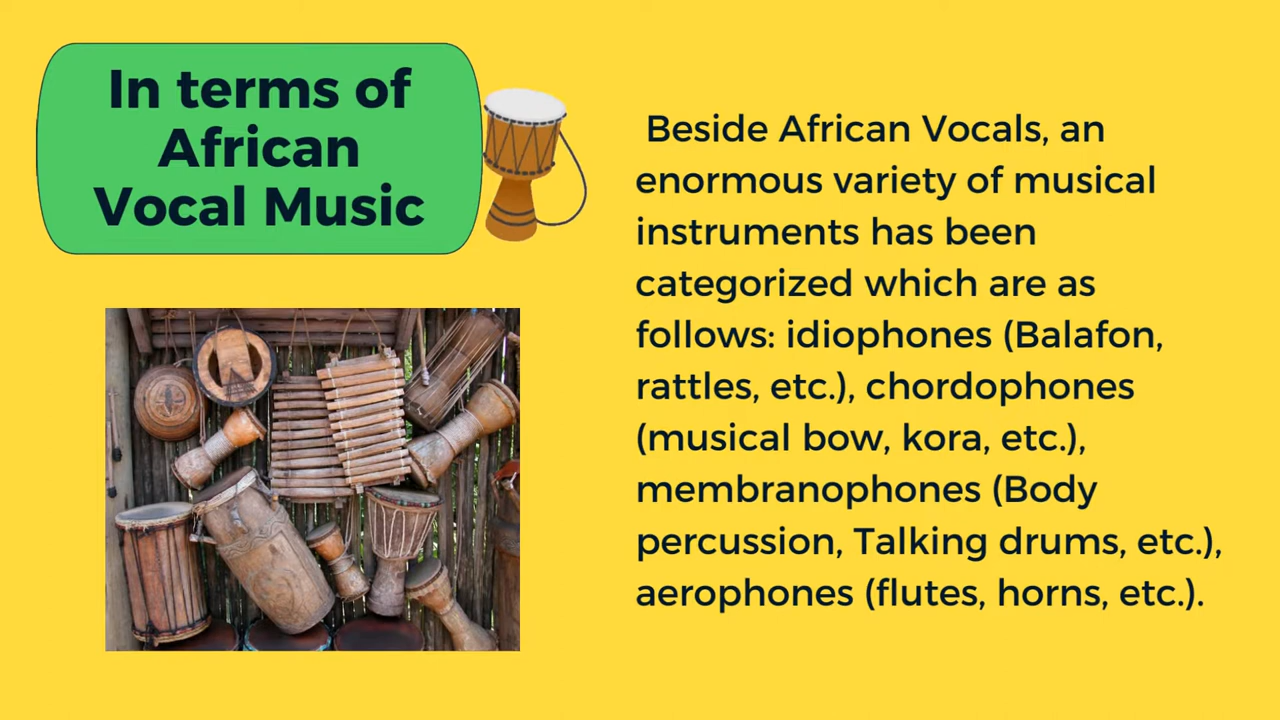 In terms of
African
Vocal Music
Beside African Vocals, an
enormous variety of musical
instruments has been
categorized which are as
follows: idiophones (Balafon,
rattles, etc.), chordophones
(musical bow, kora, etc.),
membranophones (Body
percussion, Talking drums, etc.),
aerophones (flutes, horns, etc.).